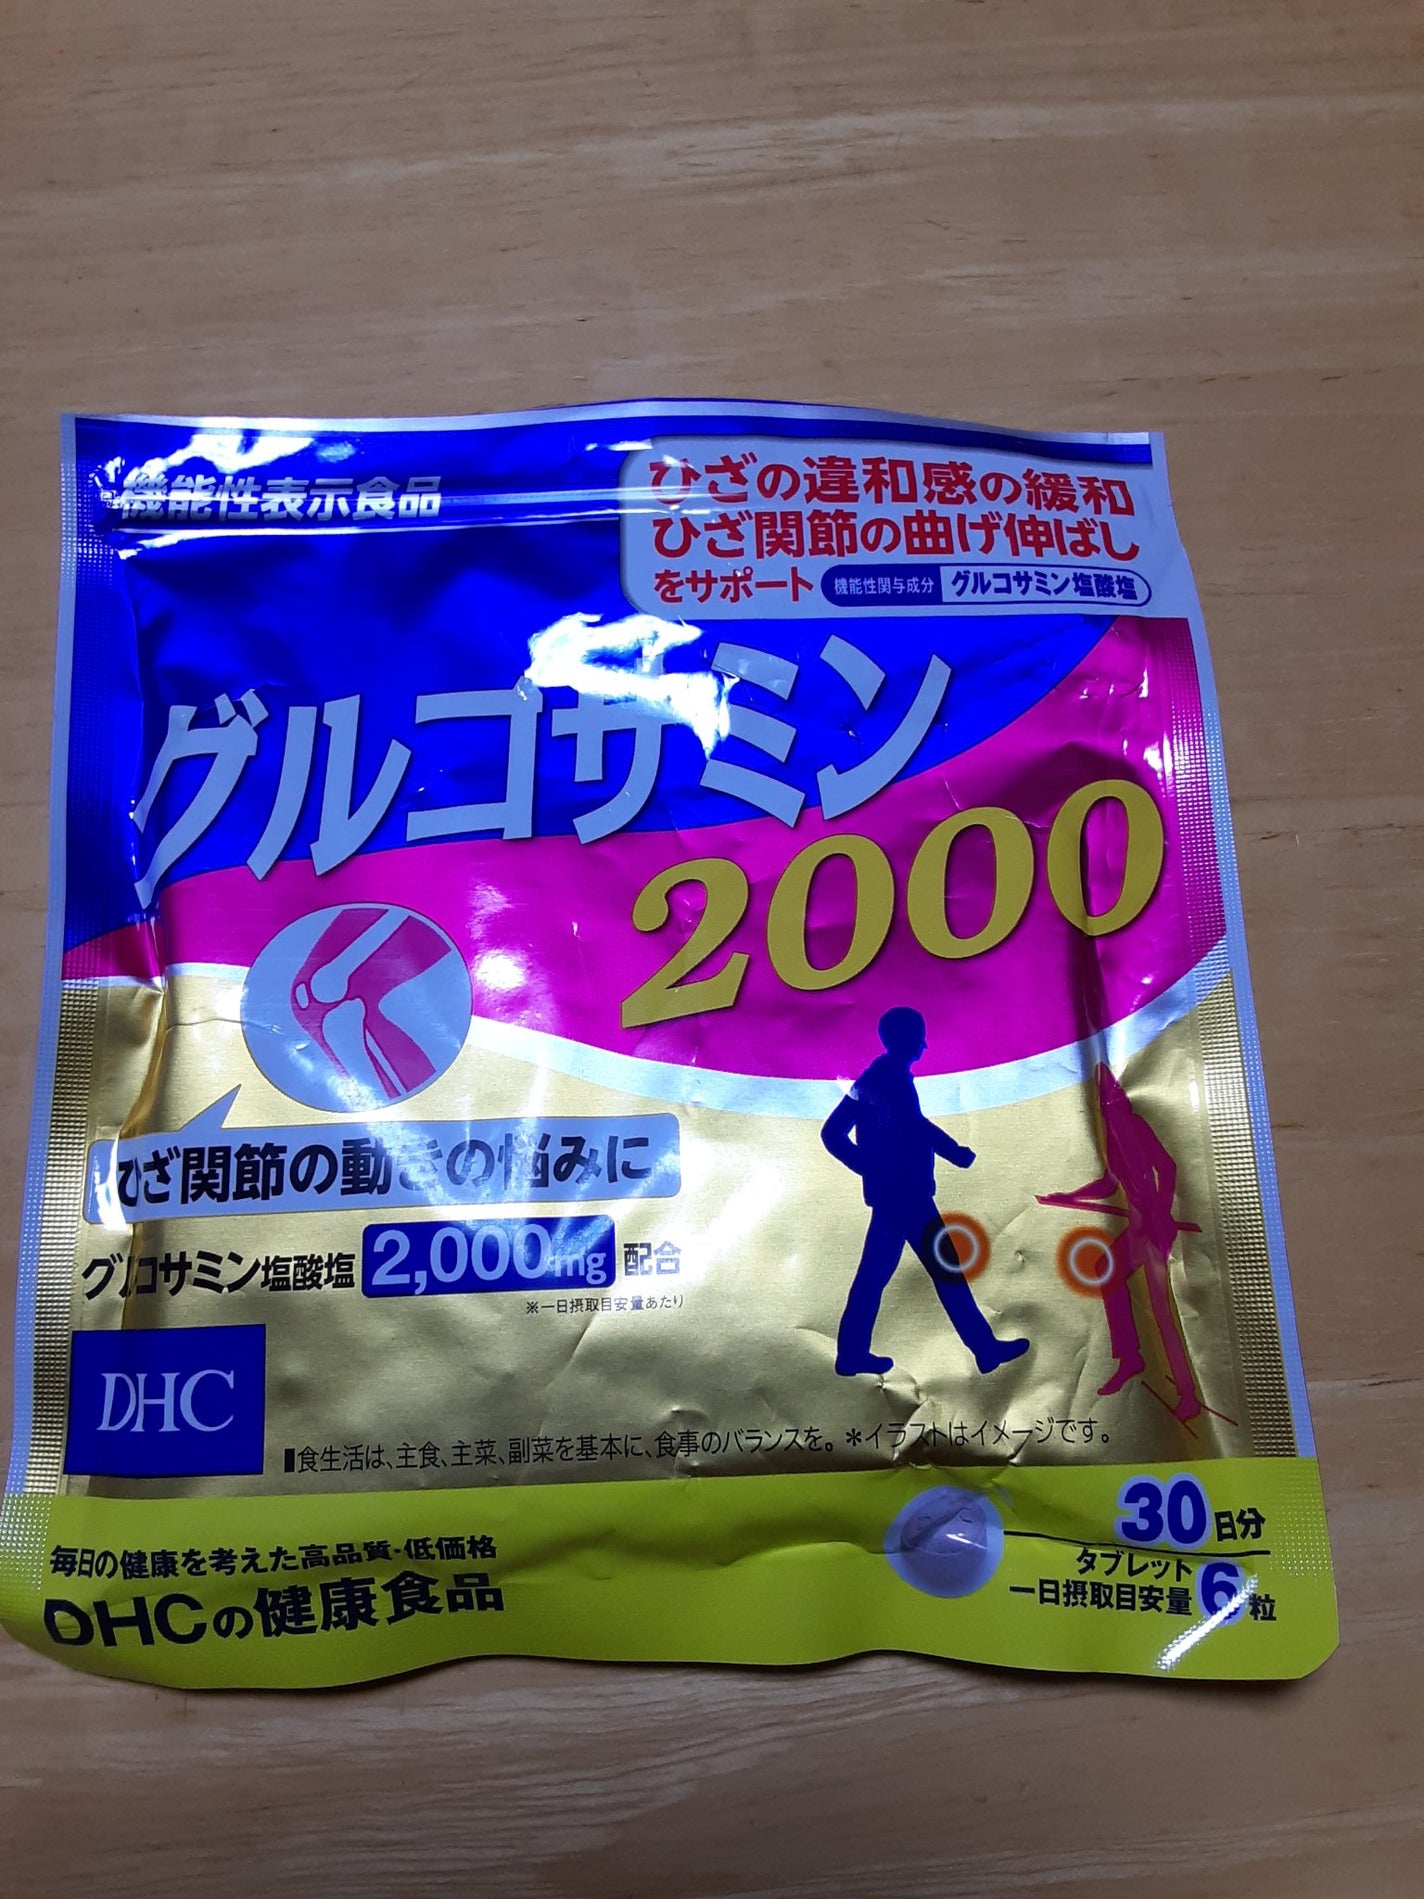 機能性表示食品
ひざの違和感の緩和
ひざ関節の曲げ伸ばし
をサポート 機能性関与成分 グルコサミン塩酸塩
グルコサミン
2000
ひざ関節の動きの悩みに
グルコサミン塩酸塩 2,000mg 配合
※一日摂取目安量あたり
DHC
▌食生活は、主食、主菜、副菜を基本に、食事のバランスを。 *イラストはイメージです。
毎日の健康を考えた高品質・低価格
DHCの健康食品
30日分
タブレット
一日摂取目安量 6粒